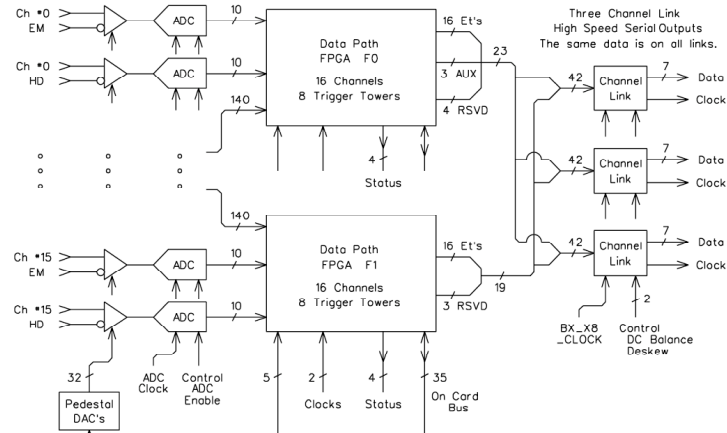 Ch #0
EM
ADC
10
Ch #0
HD
ADC
10
140
Data Path
FPGA F0
16 Channels
8 Trigger Towers
16 Et's
3 AUX
4 RSVD
23
4
Status
Three Channel Link
High Speed Serial Outputs
The same data is on all links.
42
Channel
Link
7
Data
Clock
42
Channel
Link
7
Data
Clock
42
Channel
Link
7
Data
Clock
BX_X8
_CLOCK
2
Control
DC Balance
Deskew
140
Ch #15
EM
ADC
10
Ch #15
HD
ADC
10
Data Path
FPGA F1
16 Channels
8 Trigger Towers
16 Et's
3 RSVD
19
32
Pedestal
DAC's
ADC
Clock
Control
ADC
Enable
5
2
Clocks
4
Status
35
On Card
Bus